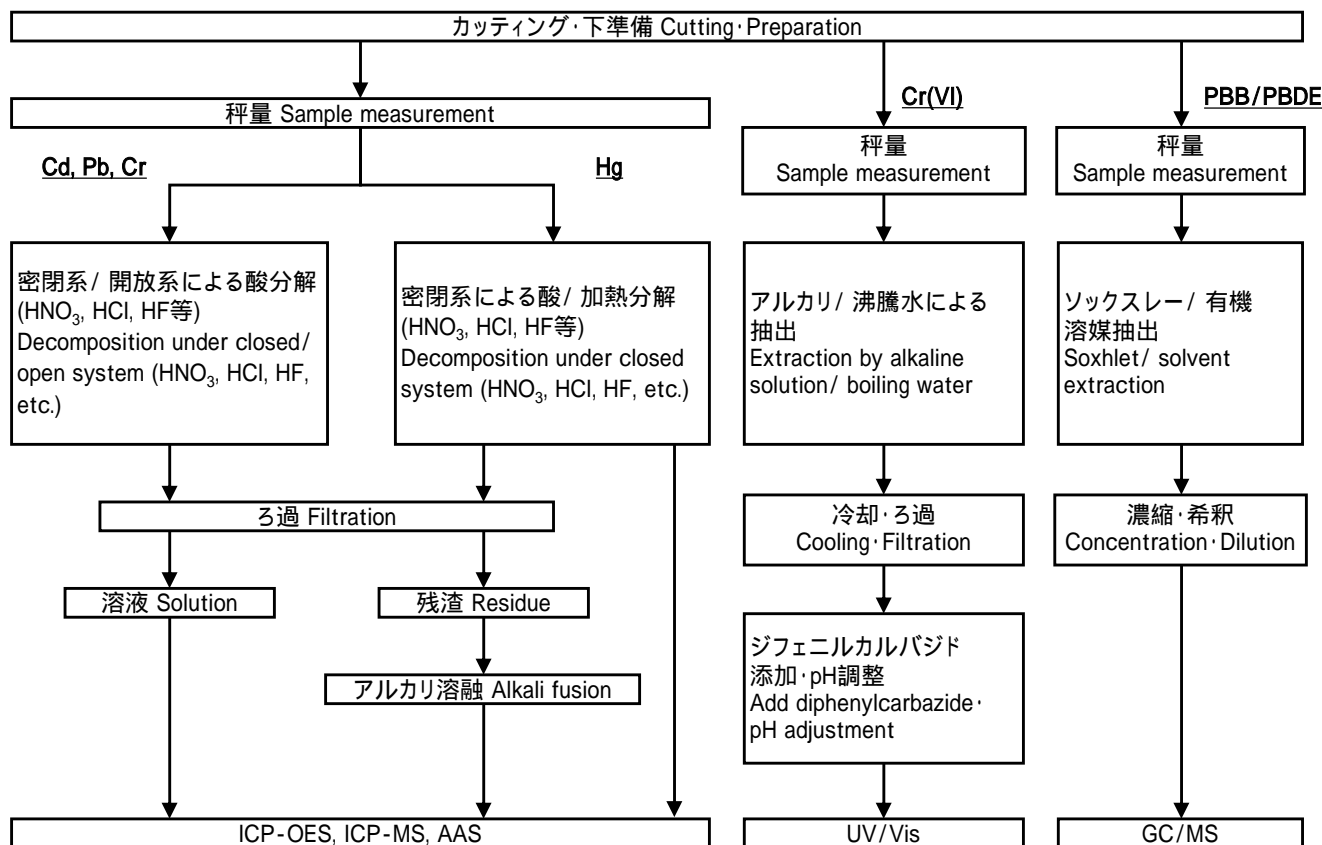 カッティング・下準備 Cutting・Preparation
秤量 Sample measurement
Cd, Pb, Cr
Hg
密閉系/ 開放系による酸分解
(HNO₃, HCl, HF等)
Decomposition under closed/
open system (HNO₃, HCl, HF,
etc.)
密閉系による酸/ 加熱分解
(HNO₃, HCl, HF等)
Decomposition under closed
system (HNO₃, HCl, HF, etc.)
ろ過 Filtration
溶液 Solution
残渣 Residue
アルカリ溶融 Alkali fusion
ICP-OES, ICP-MS, AAS
Cr(VI)
秤量
Sample measurement
アルカリ/ 沸騰水による
抽出
Extraction by alkaline
solution/ boiling water
冷却・ろ過
Cooling・Filtration
ジフェニルカルバジド
添加・pH調整
Add diphenylcarbazide・
pH adjustment
UV/Vis
PBB/PBDE
秤量
Sample measurement
ソックスレー/ 有機
溶媒抽出
Soxhlet/ solvent
extraction
濃縮・希釈
Concentration・Dilution
GC/MS